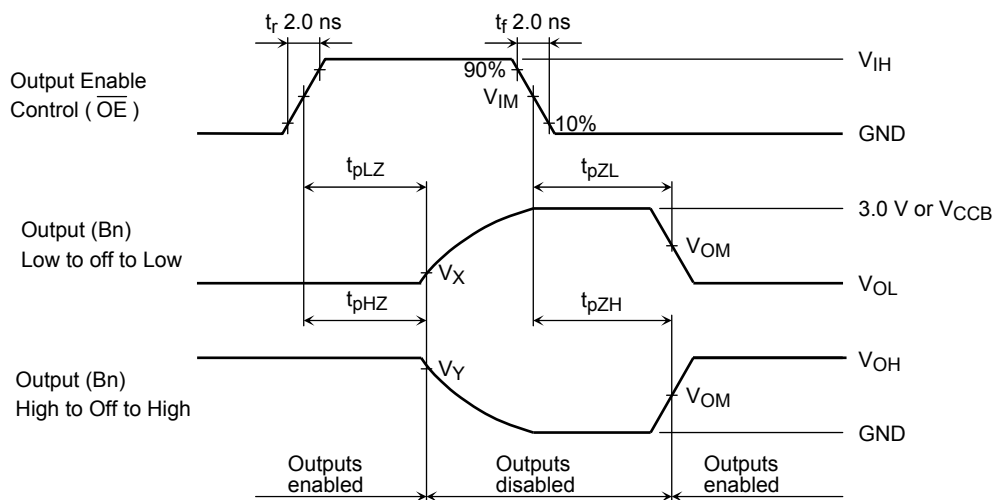 tr 2.0 ns
tf 2.0 ns
Output Enable
Control ( OE )
90%
VIM
10%
VIH
GND
tpLZ
tpZL
Output (Bn)
Low to off to Low
VX
VOM
3.0 V or VCCB
VOL
tpHZ
tpZH
Output (Bn)
High to Off to High
VY
VOM
VOH
GND
Outputs
enabled
Outputs
disabled
Outputs
enabled